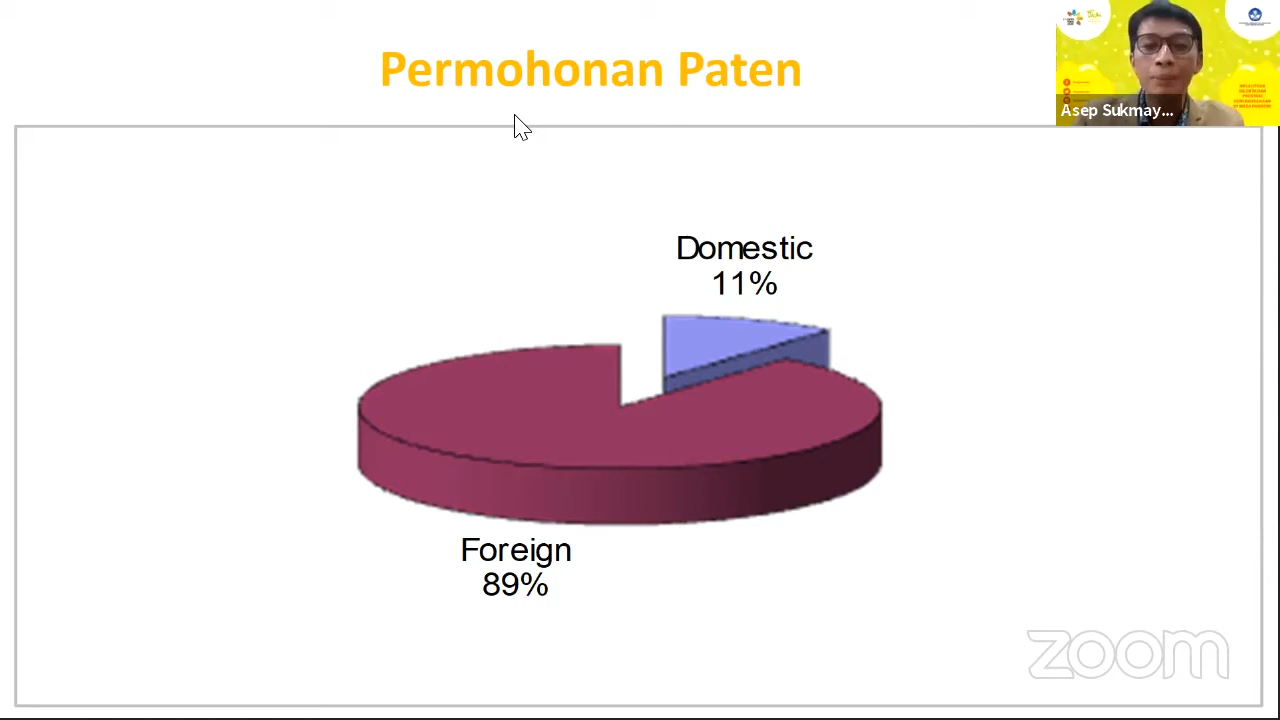 Permohonan Paten
Asep Sukmay...
Domestic
11%
Foreign
89%
zoom